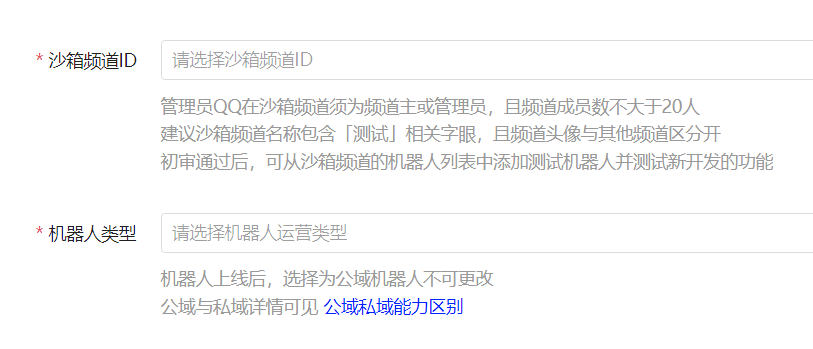 * 沙箱频道ID 请选择沙箱频道ID
管理员QQ在沙箱频道须为频道主或管理员，且频道成员数不大于20人
建议沙箱频道名称包含「测试」相关字眼，且频道头像与其他频道区分开
初审通过后，可从沙箱频道的机器人列表中添加测试机器人并测试新开发的功能
* 机器人类型 请选择机器人运营类型
机器人上线后，选择为公域机器人不可更改
公域与私域详情可见 公域私域能力区别